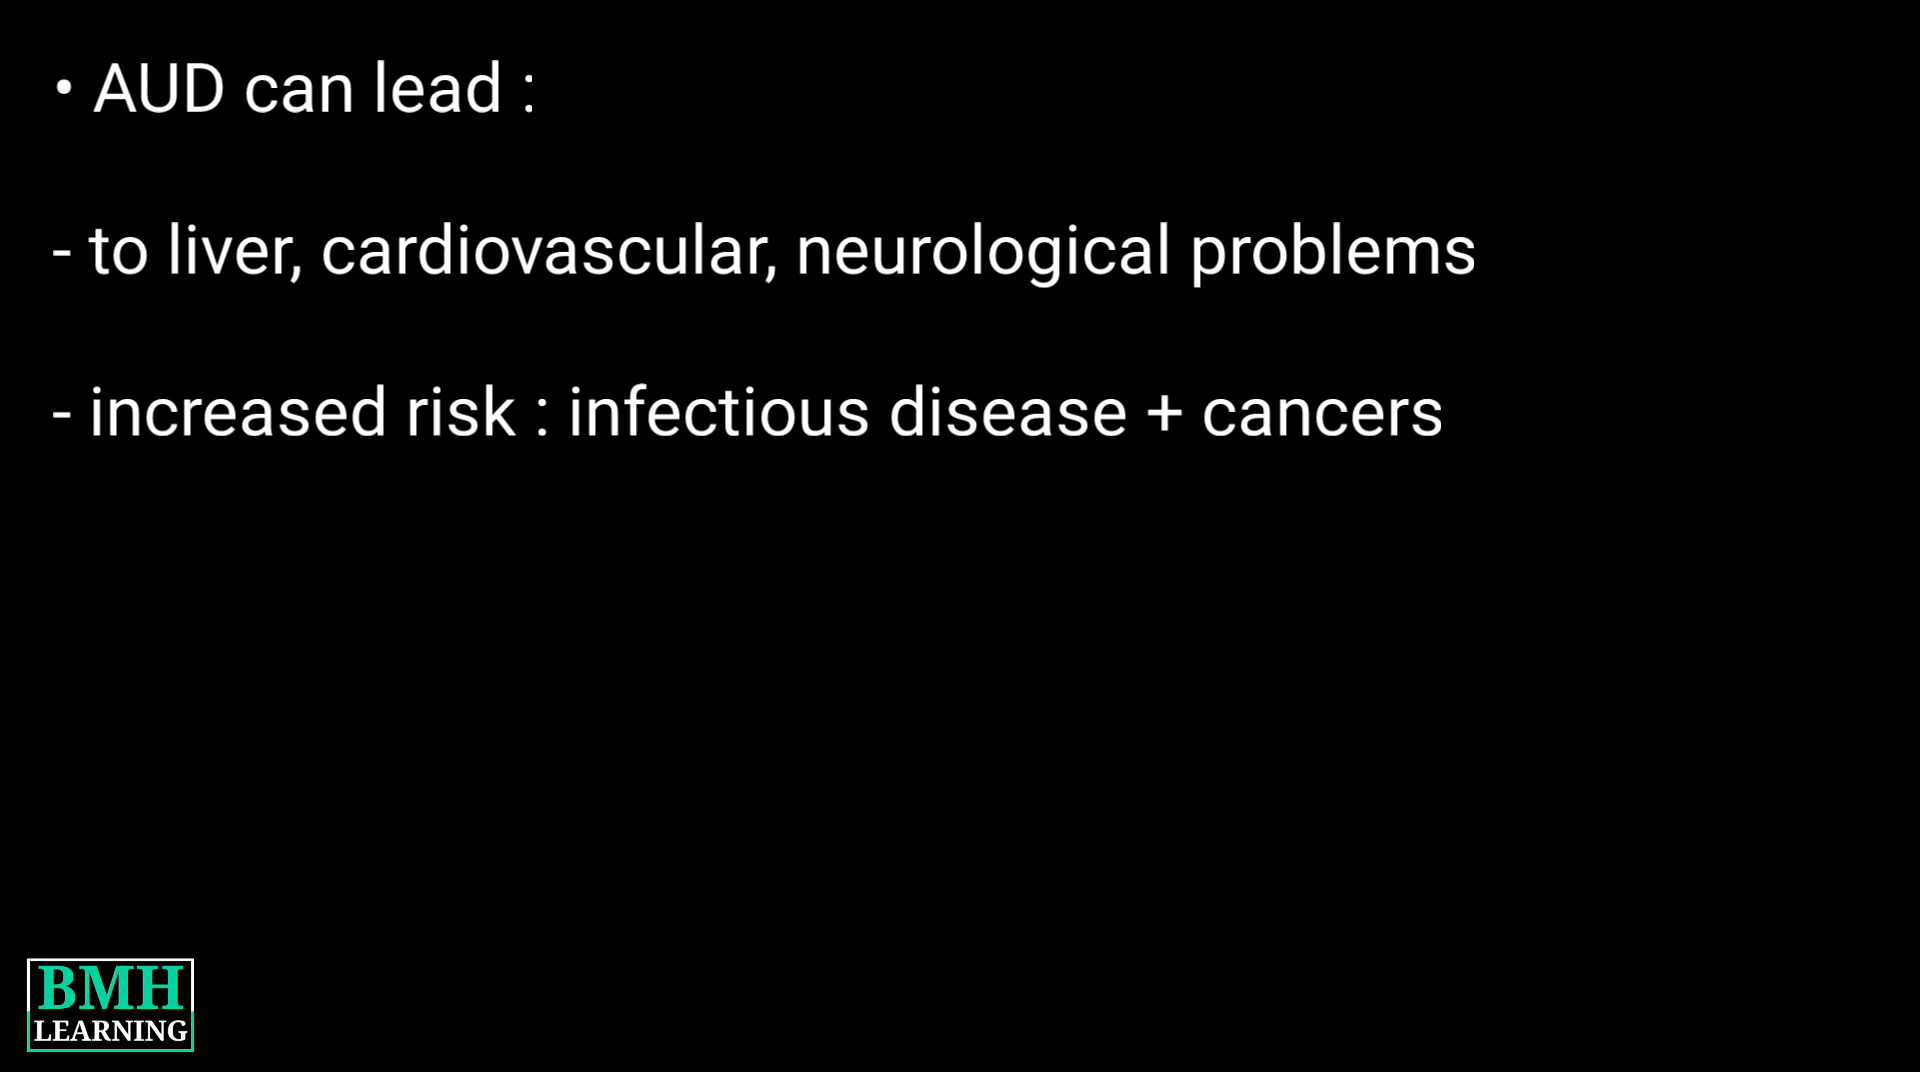 • AUD can lead :
- to liver, cardiovascular, neurological problems
- increased risk : infectious disease + cancers
BMH
LEARNING